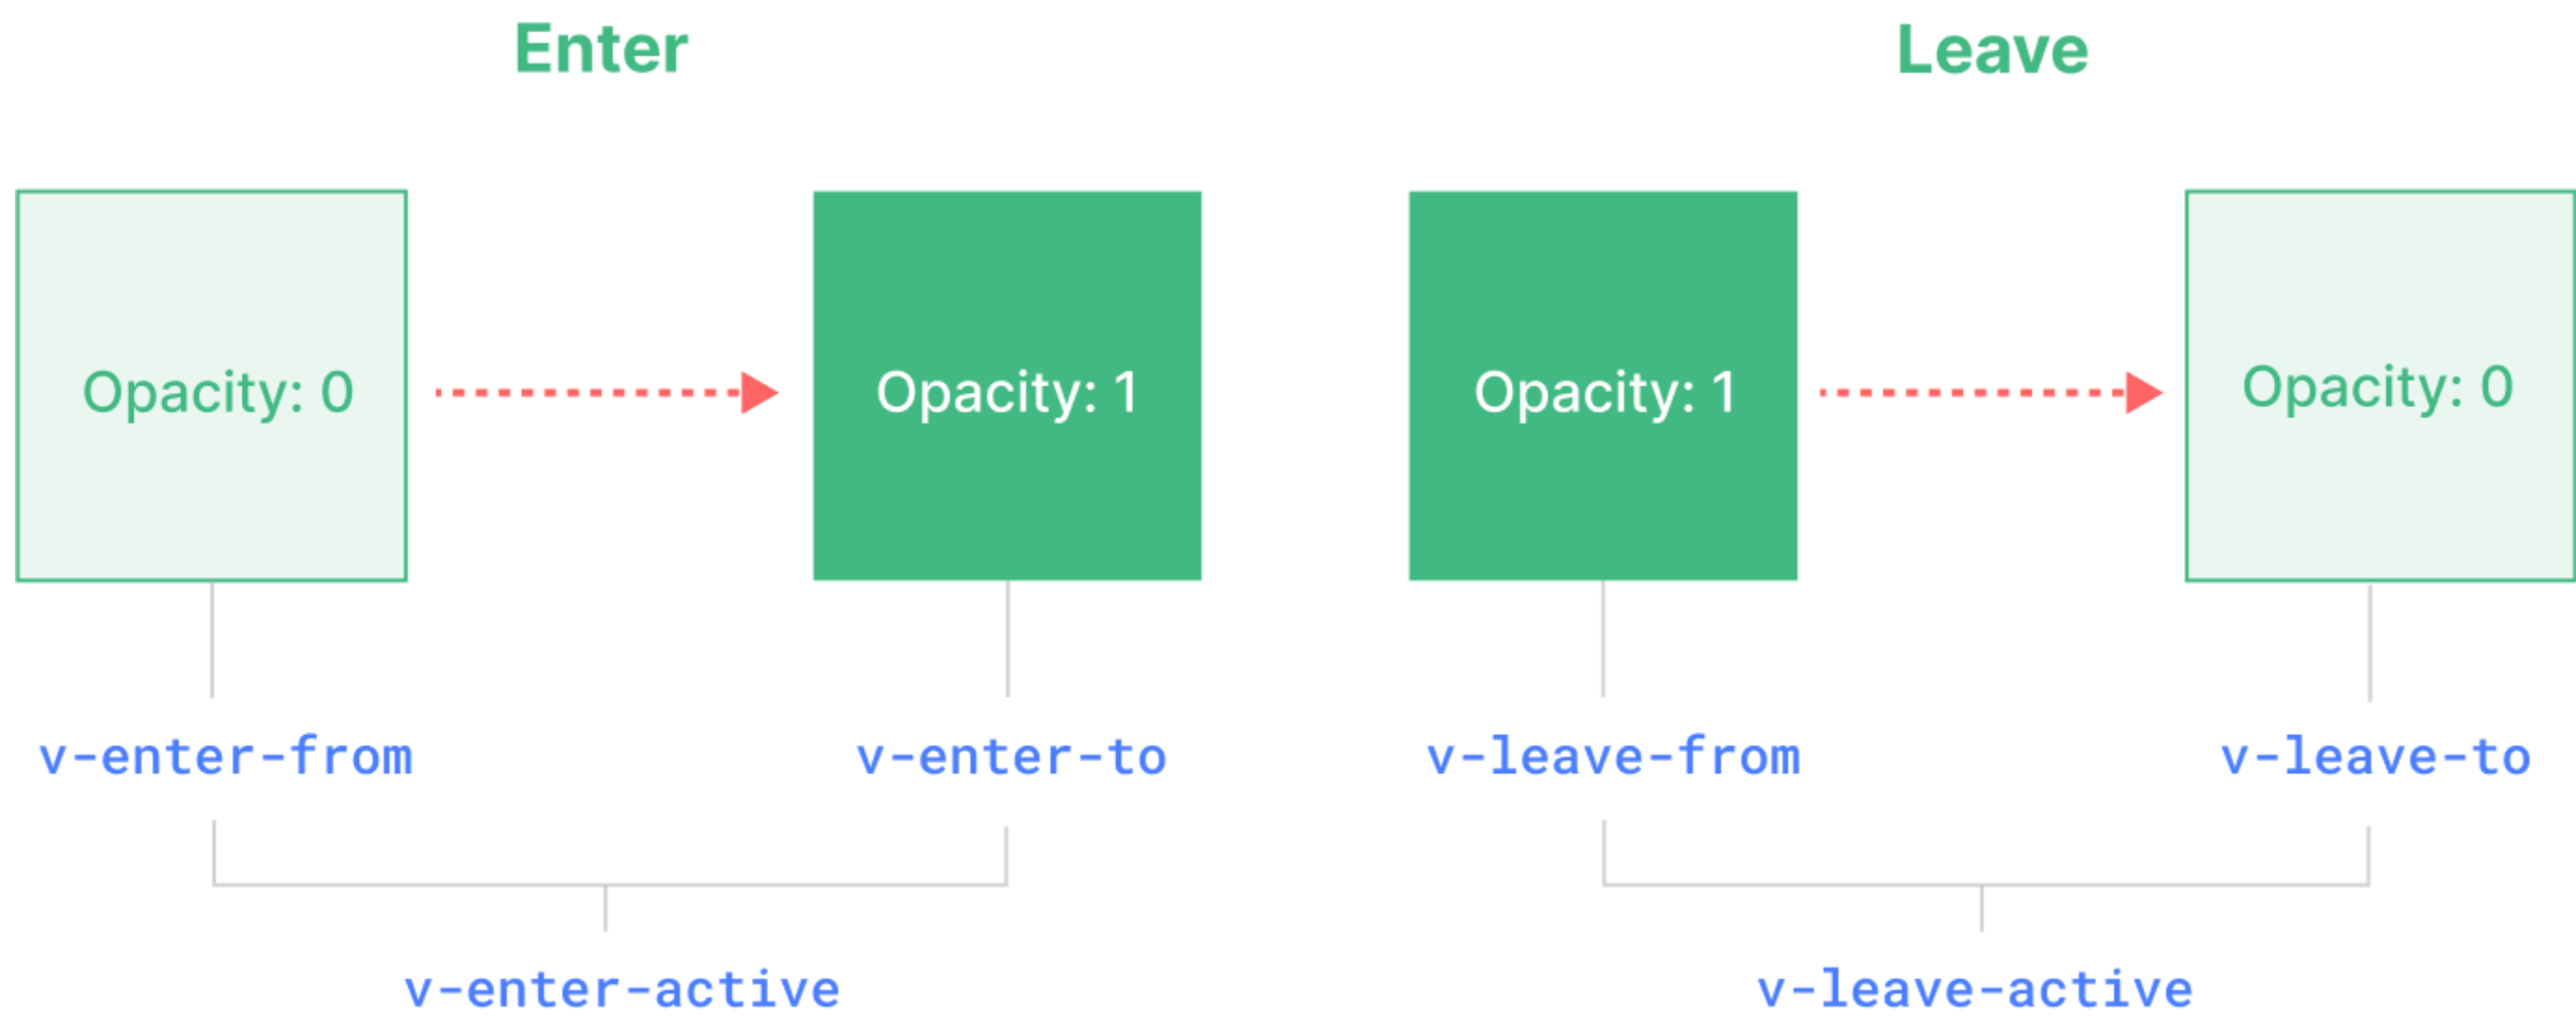 Enter
Leave
Opacity: 0
Opacity: 1
Opacity: 1
Opacity: 0
v-enter-from
v-enter-to
v-leave-from
v-leave-to
v-enter-active
v-leave-active